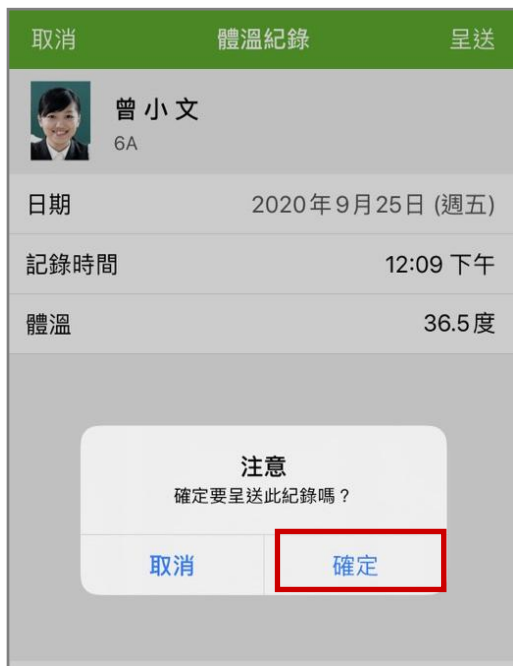 取消 體溫紀錄 呈送
曾小文
6A
日期 2020年9月25日 (週五)
記錄時間 12:09 下午
體溫 36.5度
注意
確定要呈送此紀錄嗎？
取消 確定